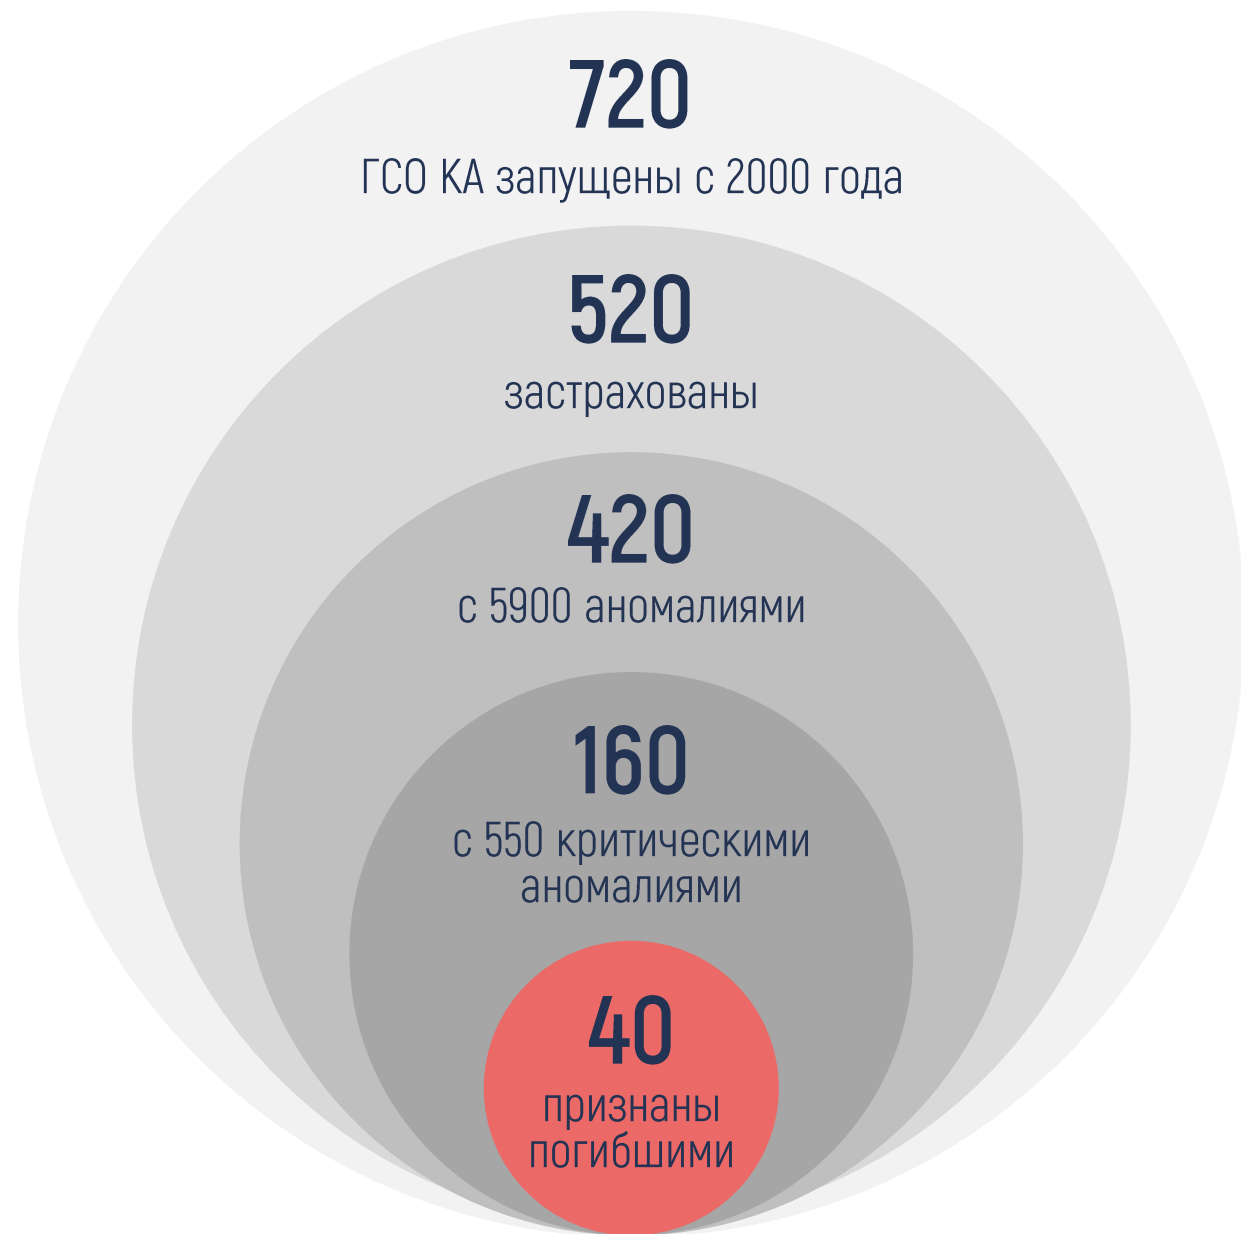 720
ГСО КА запущены с 2000 года
520
застрахованы
420
с 5900 аномалиями
160
с 550 критическими
аномалиями
40
признаны
погибшими